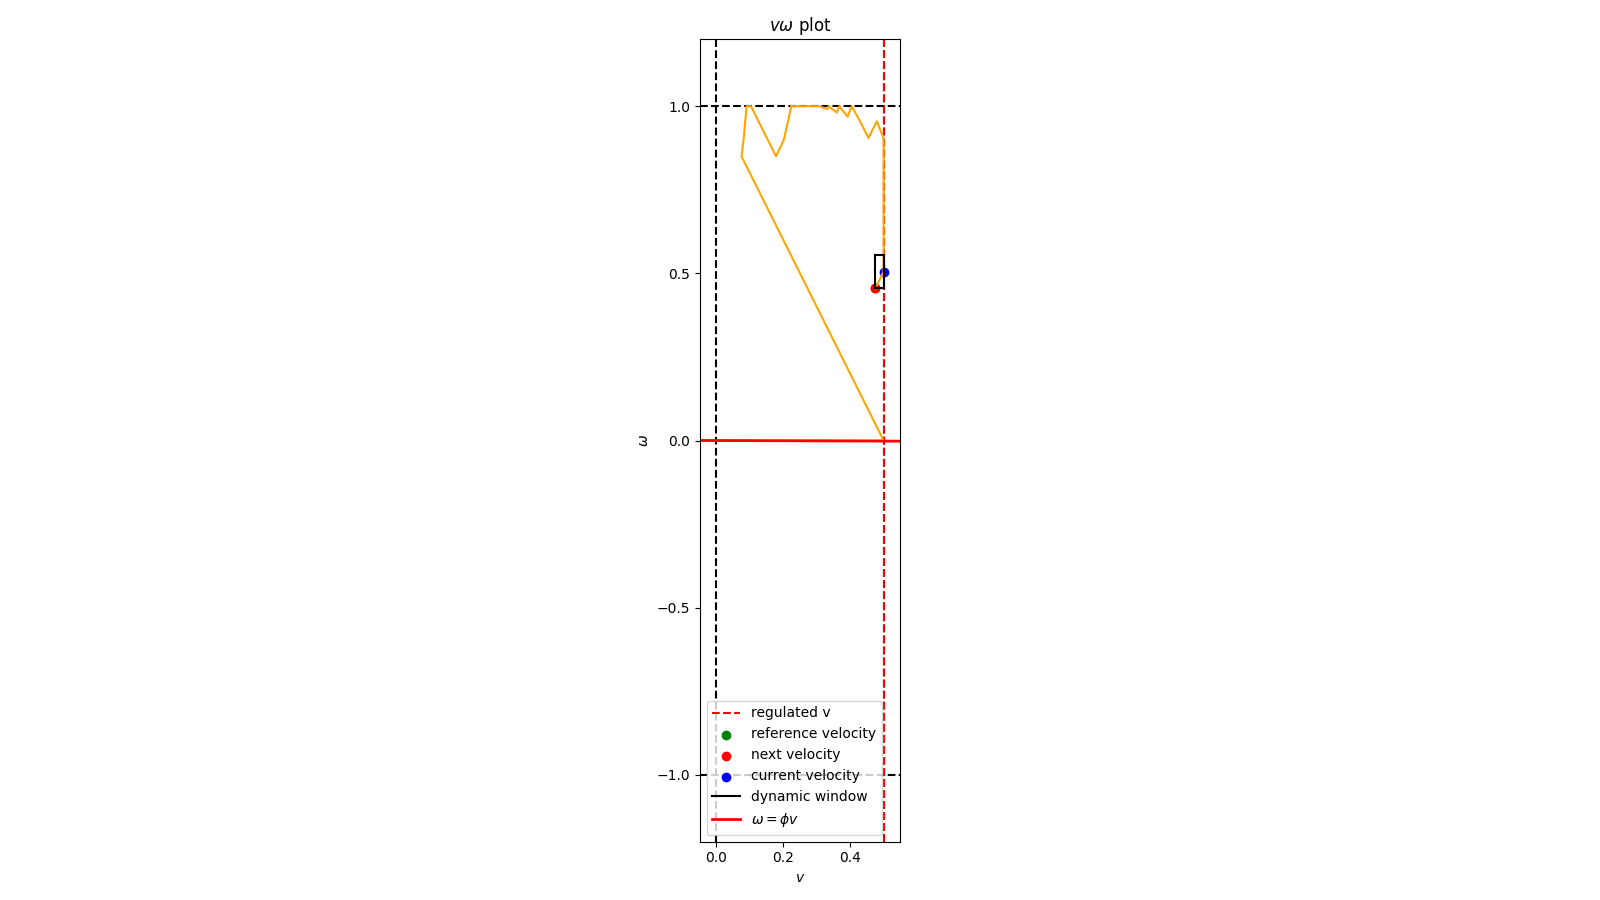 vω plot
1.0
0.5
0.0
−0.5
−1.0
ω
regulated v
reference velocity
next velocity
current velocity
dynamic window
ω = ϕv
0.0 0.2 0.4
v